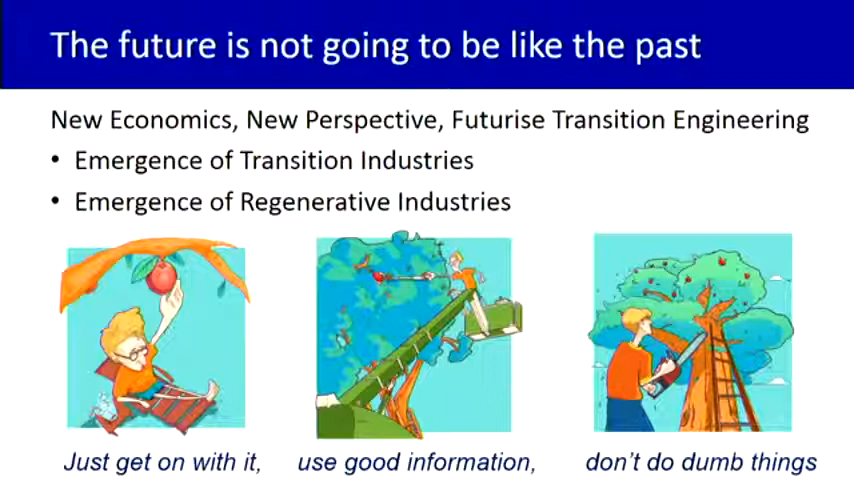 The future is not going to be like the past
New Economics, New Perspective, Futurise Transition Engineering
• Emergence of Transition Industries
• Emergence of Regenerative Industries
Just get on with it, use good information, don't do dumb things